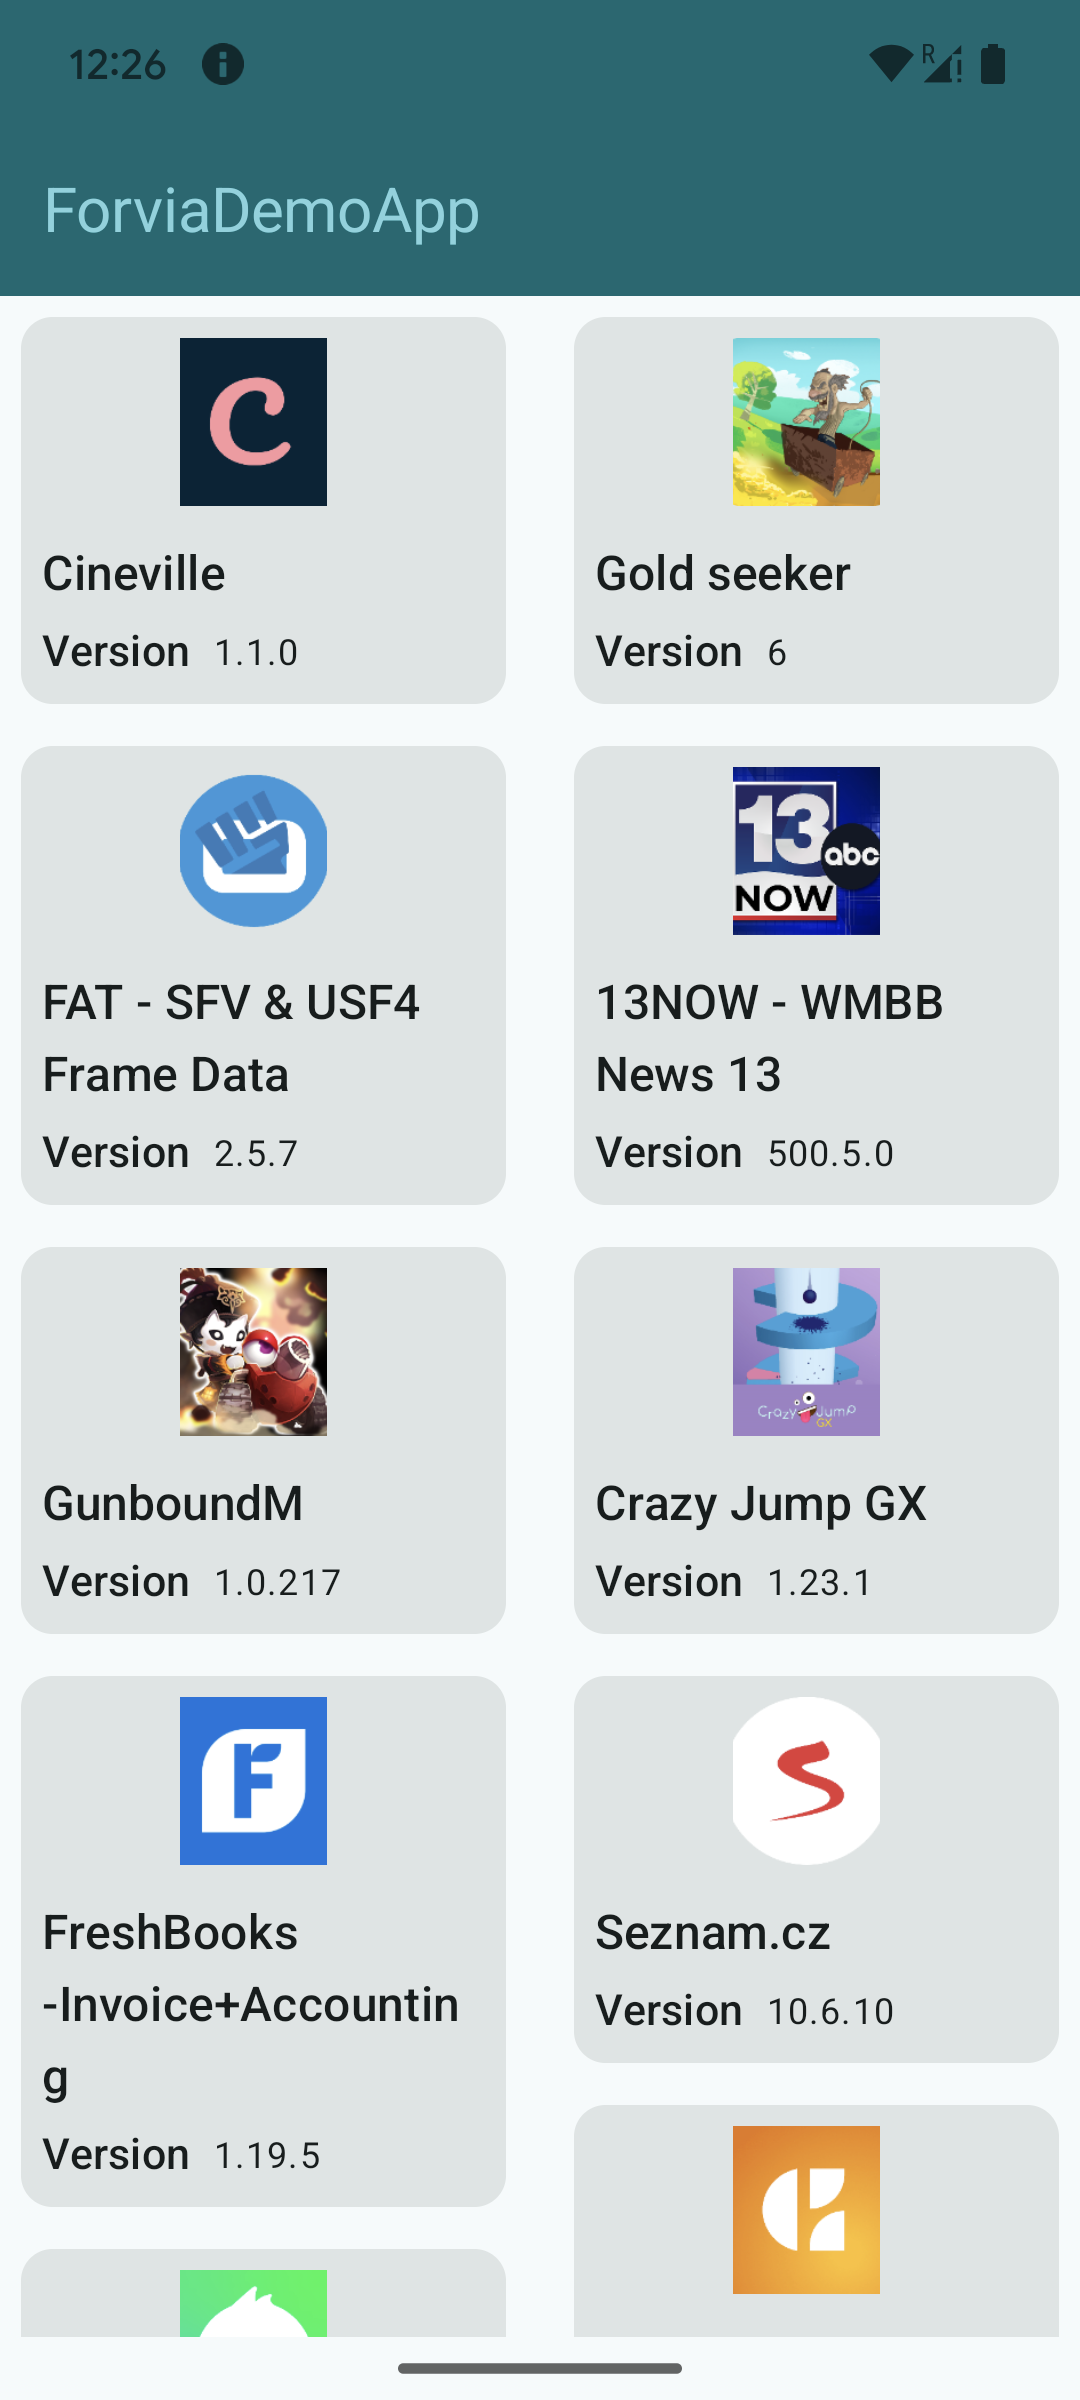 12:26
R
ForviaDemoApp
C
Cineville
Version 1.1.0
Gold seeker
Version 6
FAT - SFV & USF4
Frame Data
Version 2.5.7
13
abc
NOW
13NOW - WMBB
News 13
Version 500.5.0
GunboundM
Version 1.0.217
Crazy Jump
GX
Crazy Jump GX
Version 1.23.1
F
FreshBooks
-Invoice+Accountin
g
Version 1.19.5
Seznam.cz
Version 10.6.10